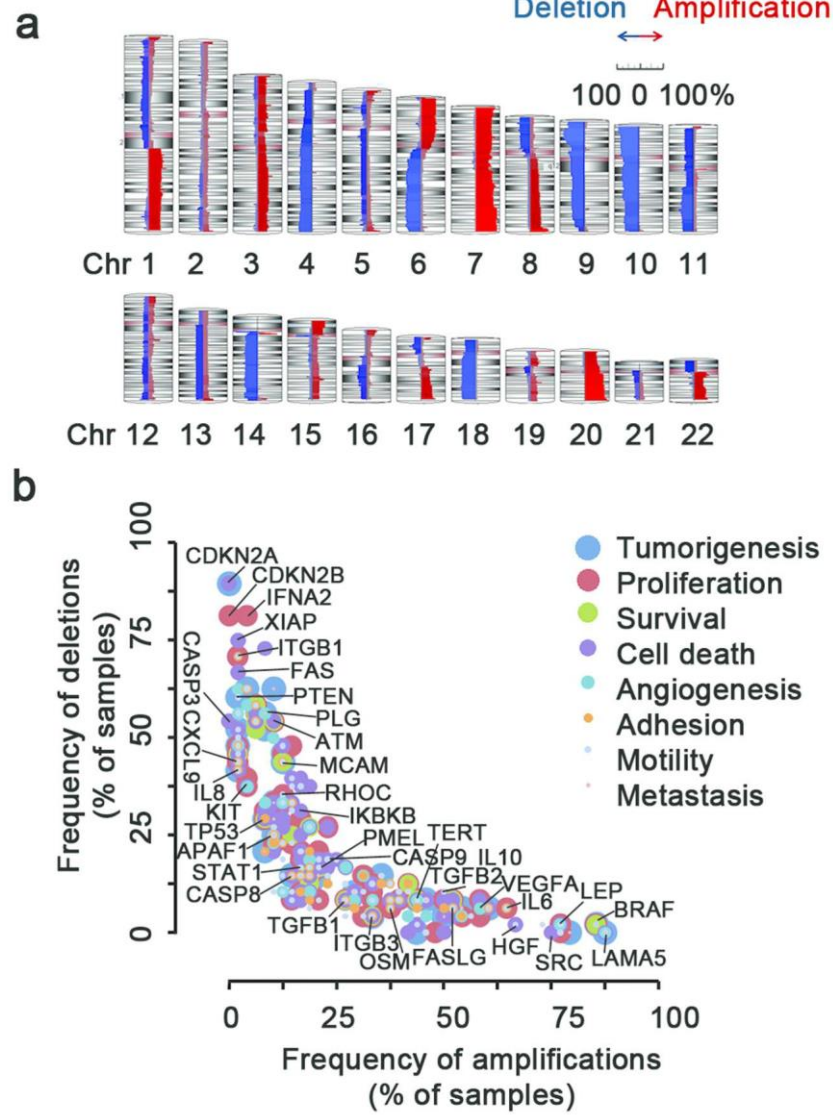 a
Deletion Amplification
100 0 100%
Chr 1 2 3 4 5 6 7 8 9 10 11
Chr 12 13 14 15 16 17 18 19 20 21 22
b
Frequency of deletions
(% of samples)
100
75
50
25
0
CDKN2A
CDKN2B
IFNA2
XIAP
ITGB1
FAS
CASP3
PTEN
PLG
CXCL9
ATM
MCAM
IL8
KIT
RHOC
TP53
IKBKB
APAF1
PMEL
TERT
STAT1
CASP9
IL10
CASP8
TGFB2
VEGFA
LEP
IL6
BRAF
TGFB1
ITGB3
OSM
FASLG
HGF
SRC
LAMA5
Tumorigenesis
Proliferation
Survival
Cell death
Angiogenesis
Adhesion
Motility
Metastasis
0 25 50 75 100
Frequency of amplifications
(% of samples)